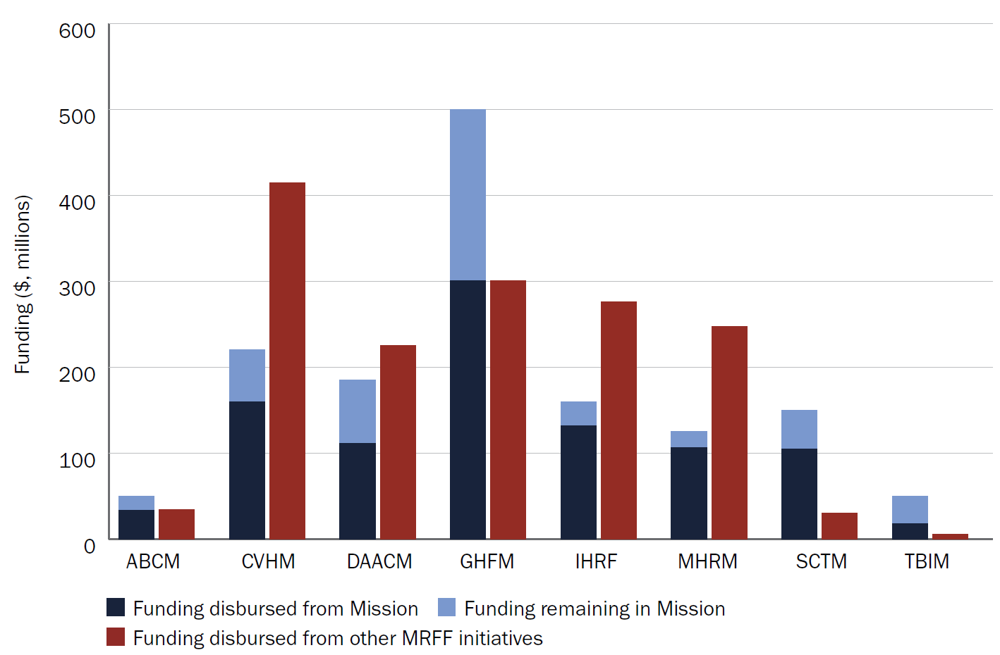 600
500
400
300
200
100
0
Funding ($, millions)
ABCM CVHM DAACM GHFM IHRF MHRM SCTM TBIM
Funding disbursed from Mission Funding remaining in Mission
Funding disbursed from other MRFF initiatives